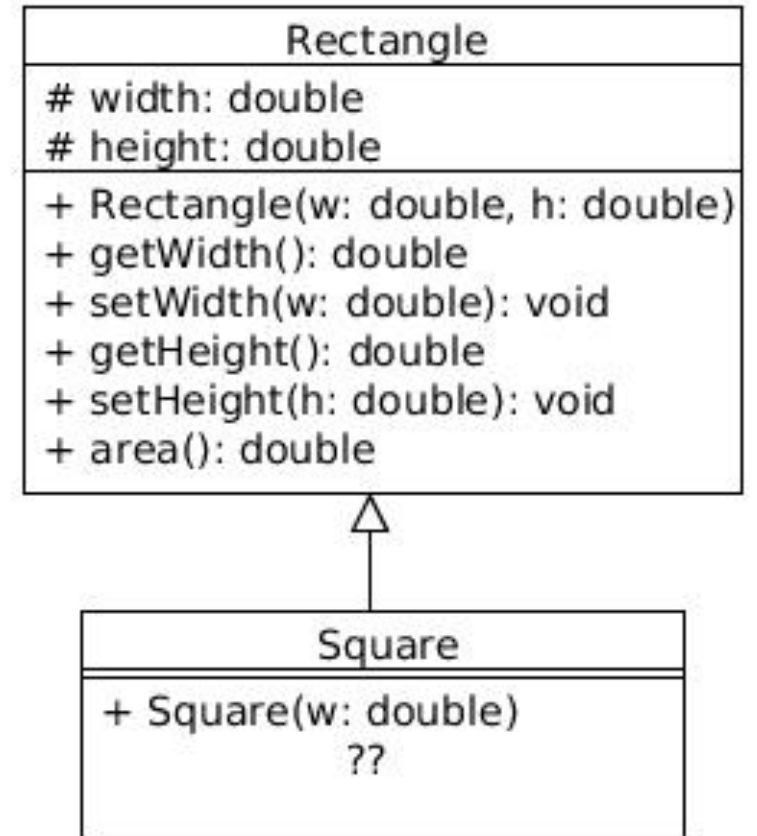 Rectangle
# width: double
# height: double
+ Rectangle(w: double, h: double)
+ getWidth(): double
+ setWidth(w: double): void
+ getHeight(): double
+ setHeight(h: double): void
+ area(): double
Square
+ Square(w: double)
??